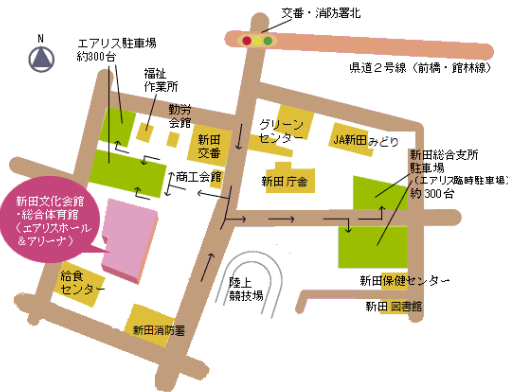 交番・消防署北
県道2号線（前橋・館林線）
N
エアリス駐車場
約300台
福祉
作業所
勤労
会館
新田
交番
商工会館
グリーン
センター
JA新田みどり
新田庁舎
新田総合支所
駐車場
（エアリス臨時駐車場）
約300台
新田文化会館
・総合体育館
（エアリスホール
＆アリーナ）
給食
センター
新田消防署
陸上
競技場
新田保健センター
新田図書館